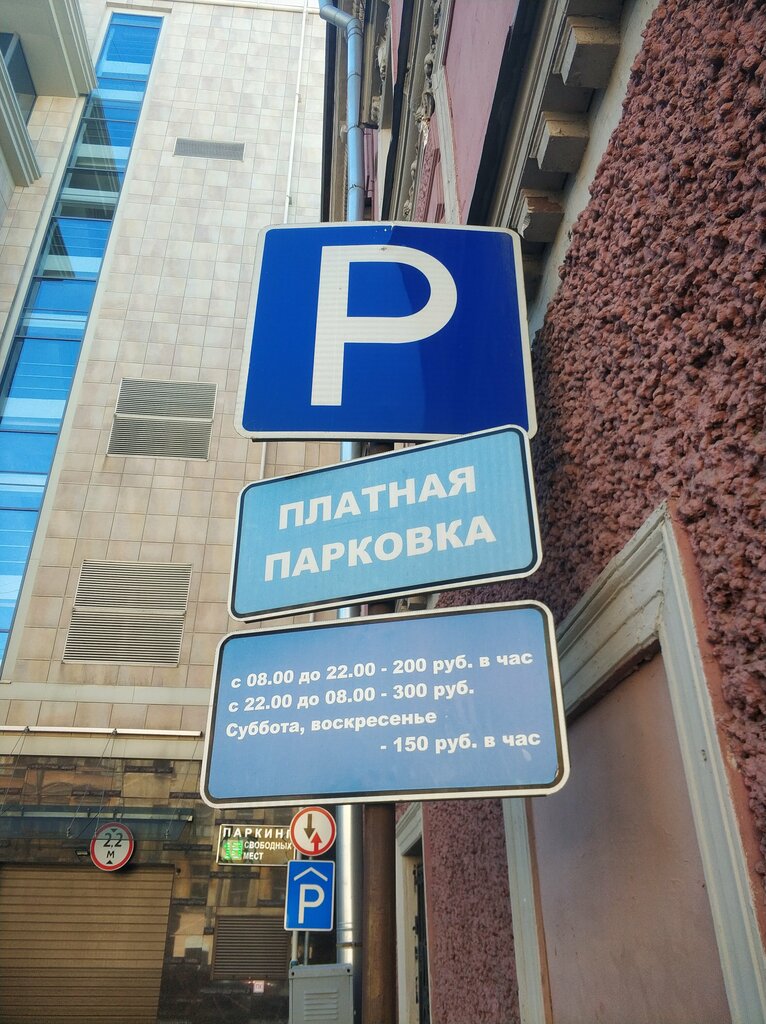 P
ПЛАТНАЯ
ПАРКОВКА
с 08.00 до 22.00 - 200 руб. в час
с 22.00 до 08.00 - 300 руб.
Суббота, воскресенье
- 150 руб. в час
2,2
М
ПАРКИНГ
СВОБОДНЫХ
МЕСТ
P